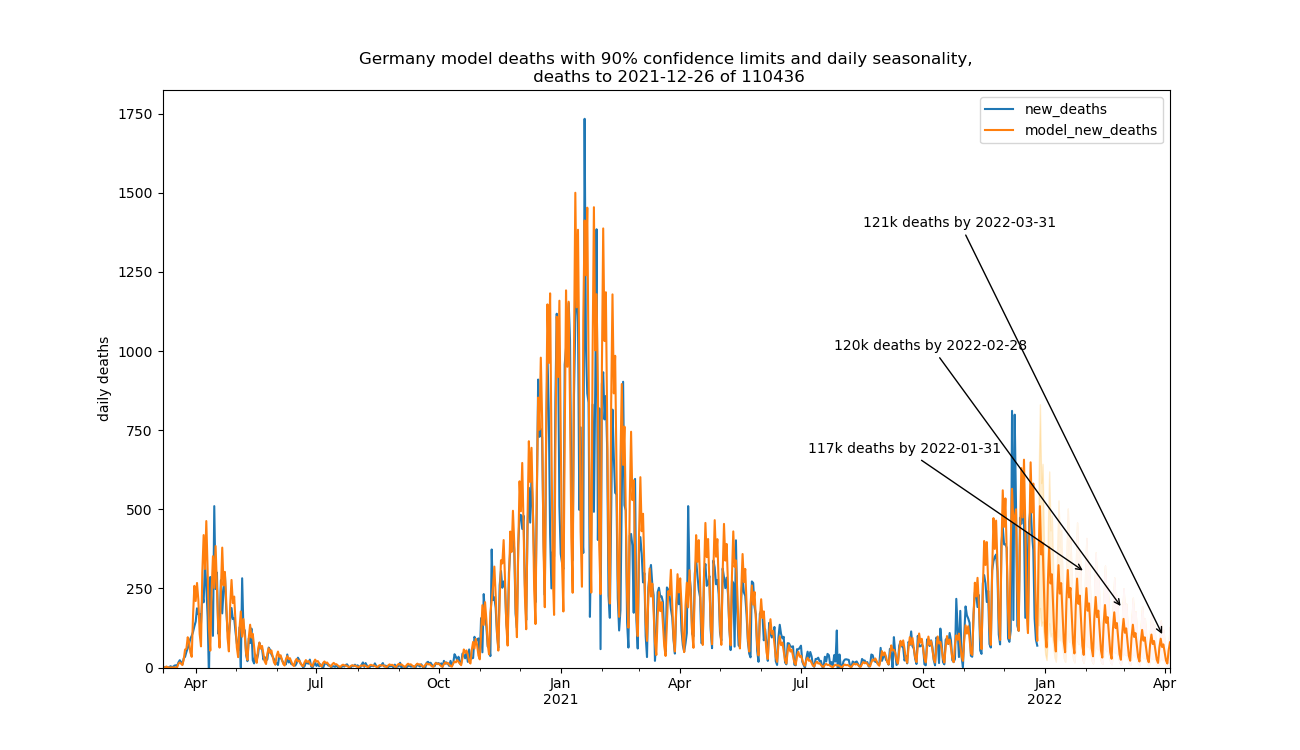 Germany model deaths with 90% confidence limits and daily seasonality,
deaths to 2021-12-26 of 110436
new_deaths
model_new_deaths
daily deaths
1750
1500
1250
1000
750
500
250
0
121k deaths by 2022-03-31
120k deaths by 2022-02-28
117k deaths by 2022-01-31
Apr
Jul
Oct
Jan
2021
Apr
Jul
Oct
Jan
2022
Apr